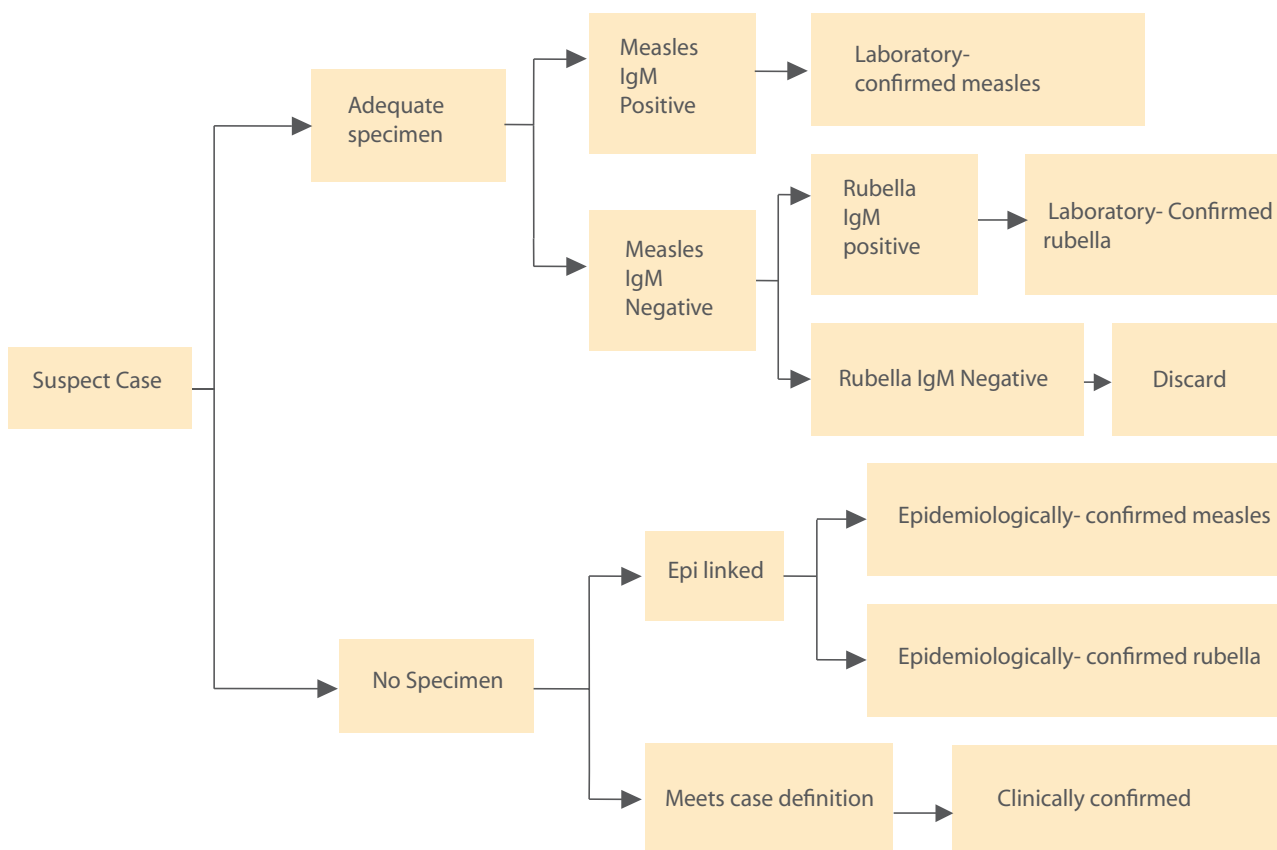 Suspect Case
Adequate
specimen
Measles
IgM
Positive
Laboratory-
confirmed measles
Measles
IgM
Negative
Rubella
IgM
positive
Laboratory- Confirmed
rubella
Rubella IgM Negative
Discard
No Specimen
Epi linked
Epidemiologically- confirmed measles
Epidemiologically- confirmed rubella
Meets case definition
Clinically confirmed